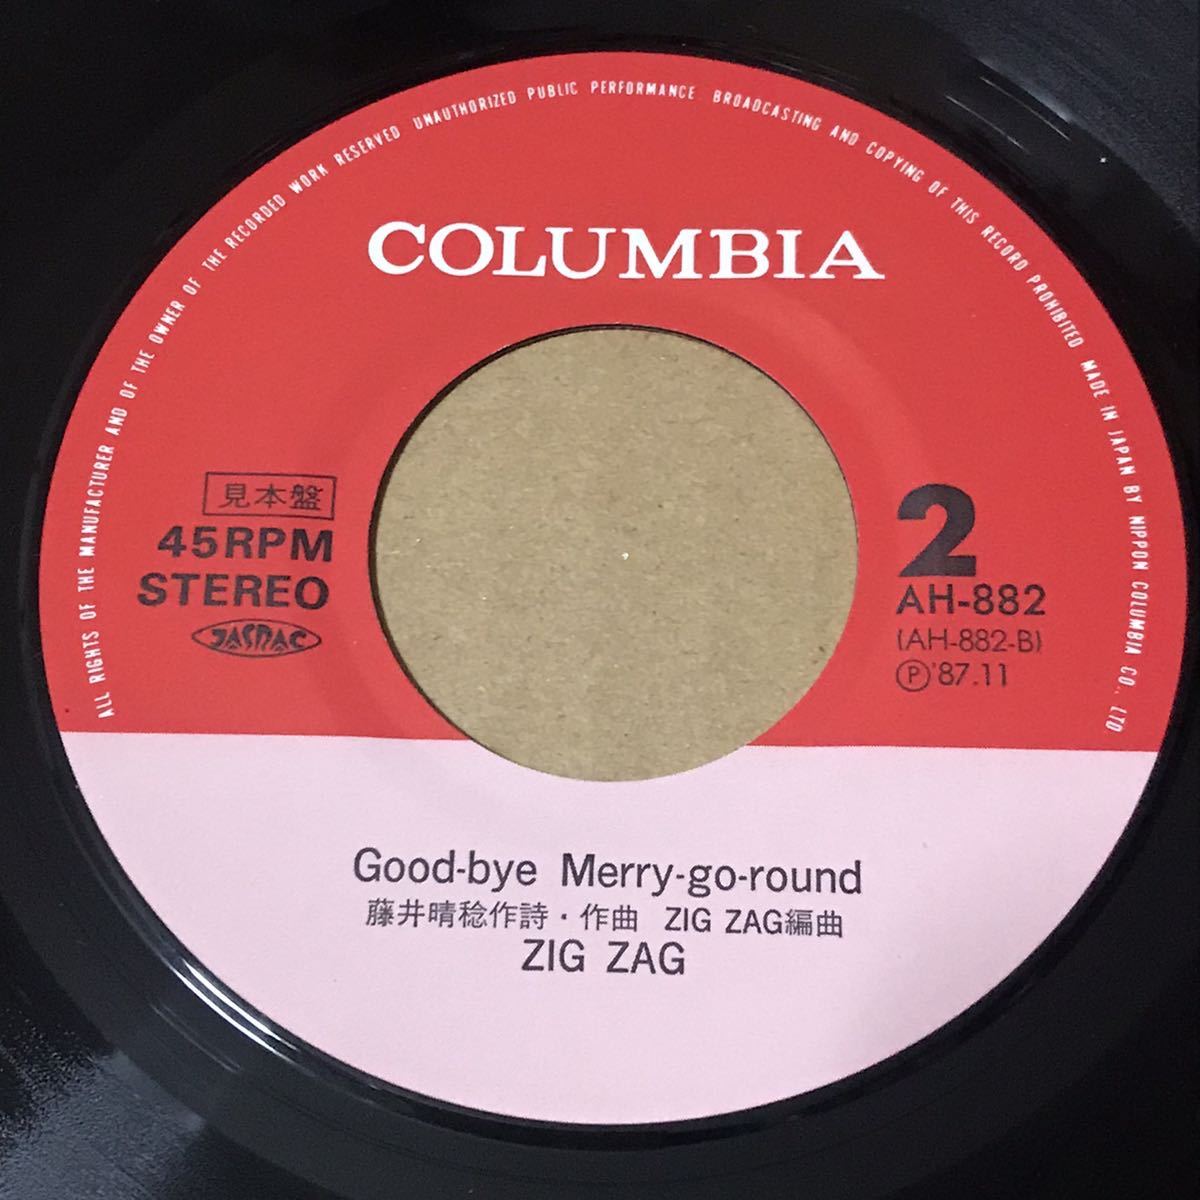 ALL RIGHTS OF THE MANUFACTURER AND OF THE OWNER OF THE RECORDED WORK RESERVED UNAUTHORIZED PUBLIC PERFORMANCE BROADCASTING AND COPYING OF THIS RECORD PROHIBITED MADE IN JAPAN BY NIPPON COLUMBIA CO., LTD
COLUMBIA
見本盤
45RPM
STEREO
JASRAC
2
AH-882
(AH-882-B)
Ⓟ'87.11
Good-bye Merry-go-round
藤井晴稔作詩・作曲 ZIG ZAG編曲
ZIG ZAG